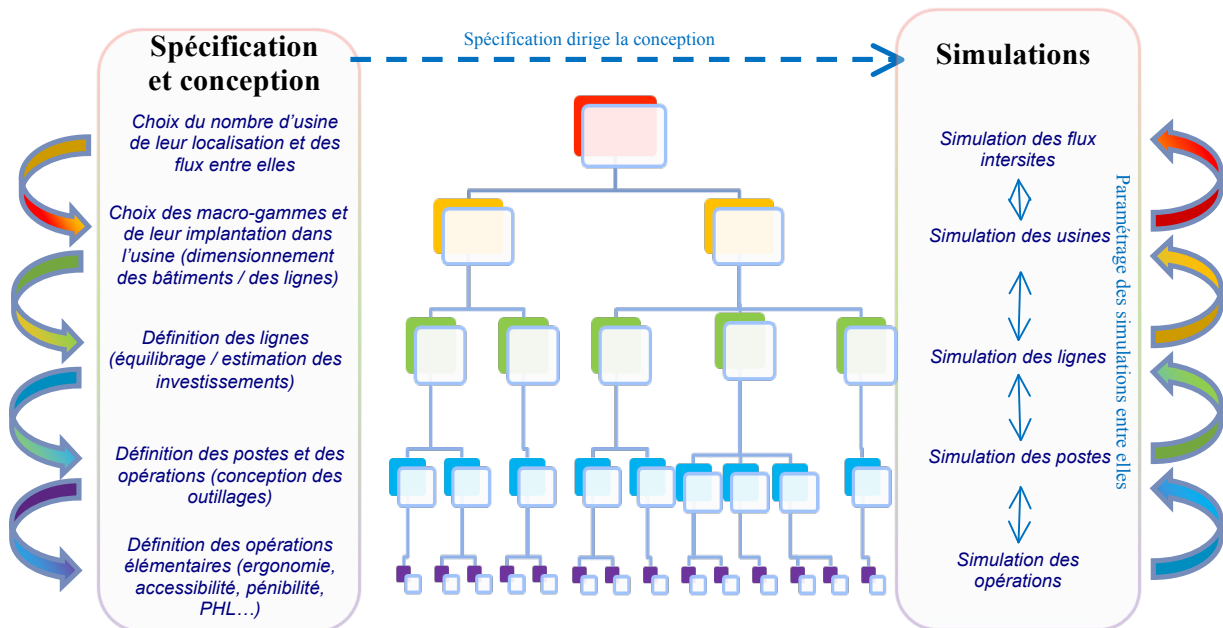 Spécification
et conception
Spécification dirige la conception
Simulations
Choix du nombre d'usine
de leur localisation et des
flux entre elles
Choix des macro-gammes et
de leur implantation dans
l'usine (dimensionnement
des bâtiments / des lignes)
Définition des lignes
(équilibrage / estimation des
investissements)
Définition des postes et des
opérations (conception des
outillages)
Définition des opérations
élémentaires (ergonomie,
accessibilité, pénibilité,
PHL…)
Simulation des flux
intersites
Simulation des usines
Simulation des lignes
Simulation des postes
Simulation des
opérations
Paramétrage des simulations entre elles